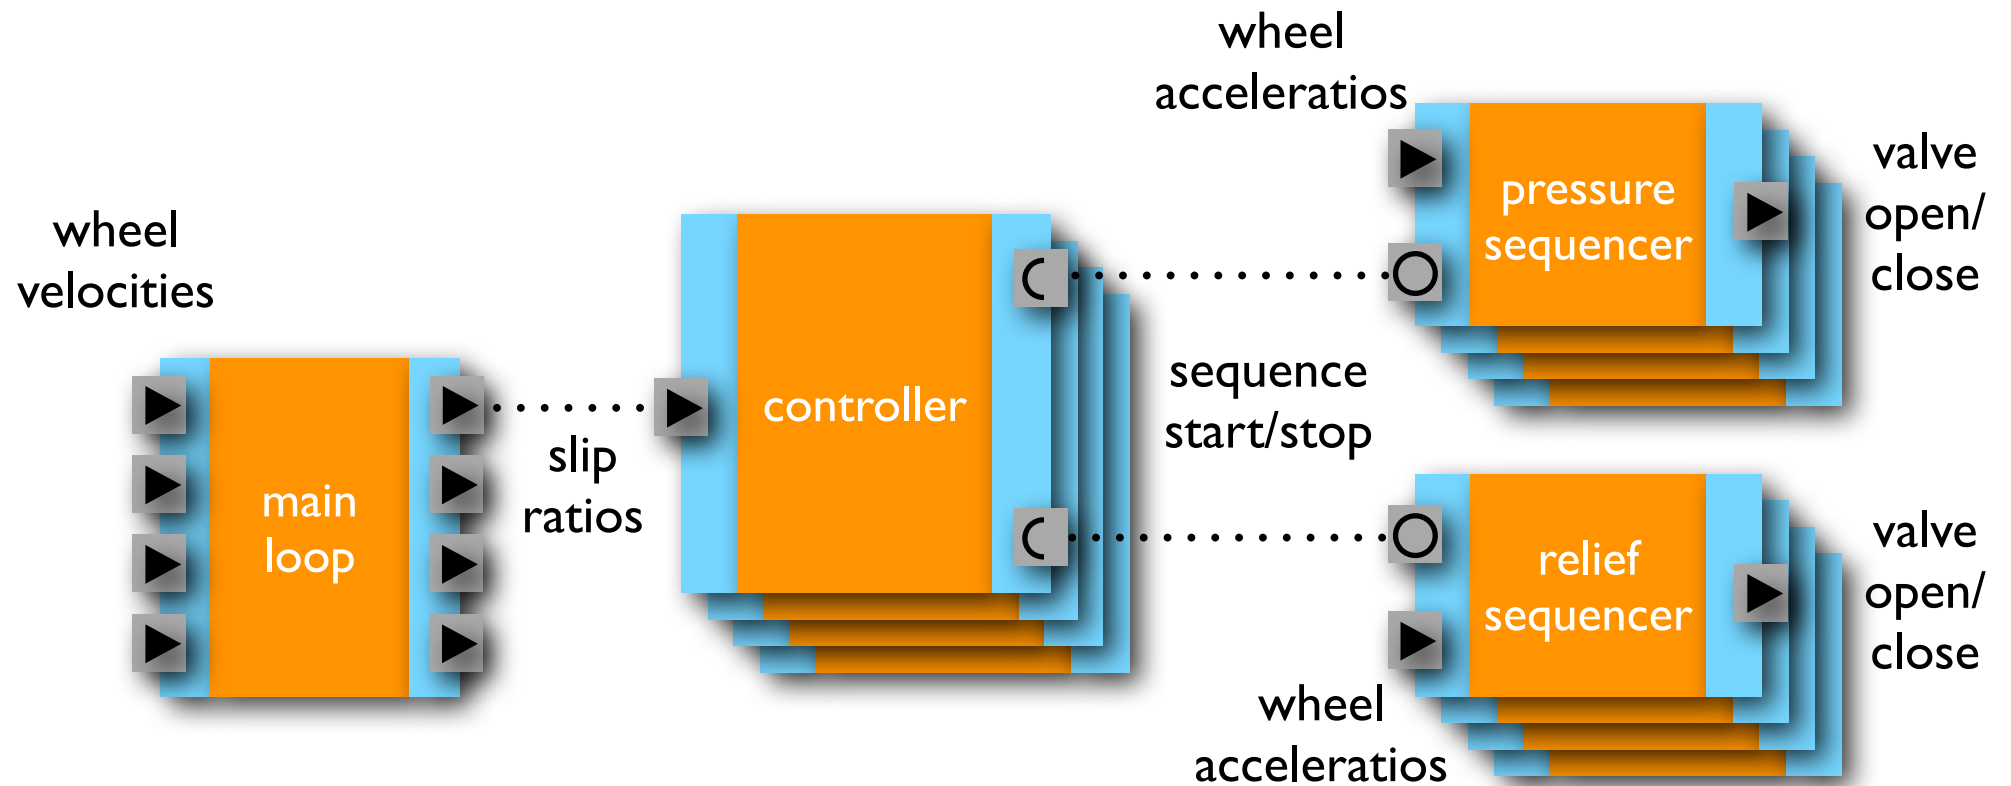 wheel
velocities
main
loop
slip
ratios
controller
wheel
acceleratios
sequence
start/stop
wheel
acceleratios
pressure
sequencer
valve
open/
close
relief
sequencer
valve
open/
close